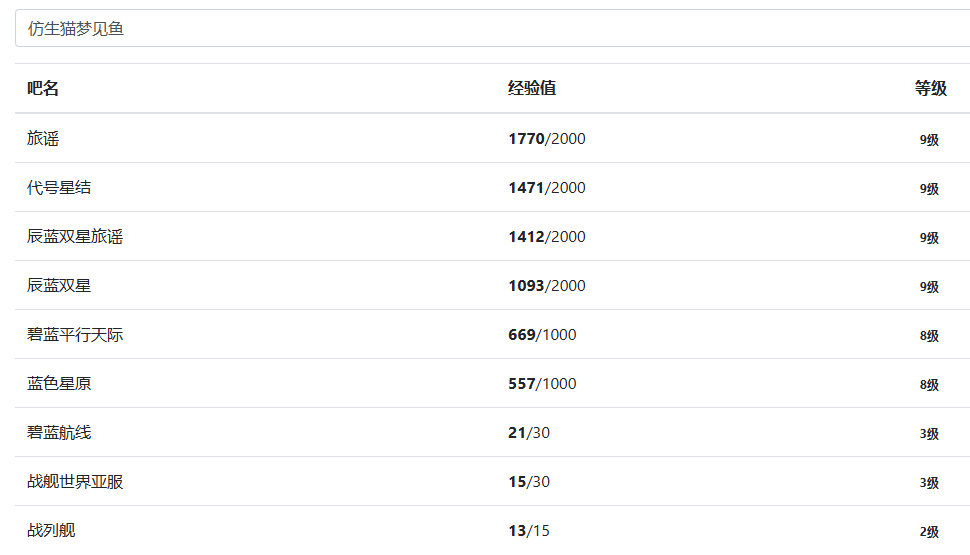 仿生猫梦见鱼
吧名 经验值 等级
旅谣 1770/2000 9级
代号星结 1471/2000 9级
辰蓝双星旅谣 1412/2000 9级
辰蓝双星 1093/2000 9级
碧蓝平行天际 669/1000 8级
蓝色星原 557/1000 8级
碧蓝航线 21/30 3级
战舰世界亚服 15/30 3级
战列舰 13/15 2级